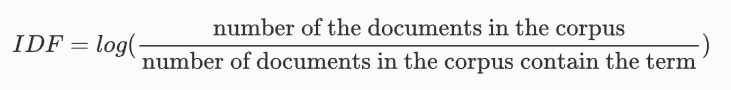 IDF = log(number of the documents in the corpus / number of documents in the corpus contain the term)